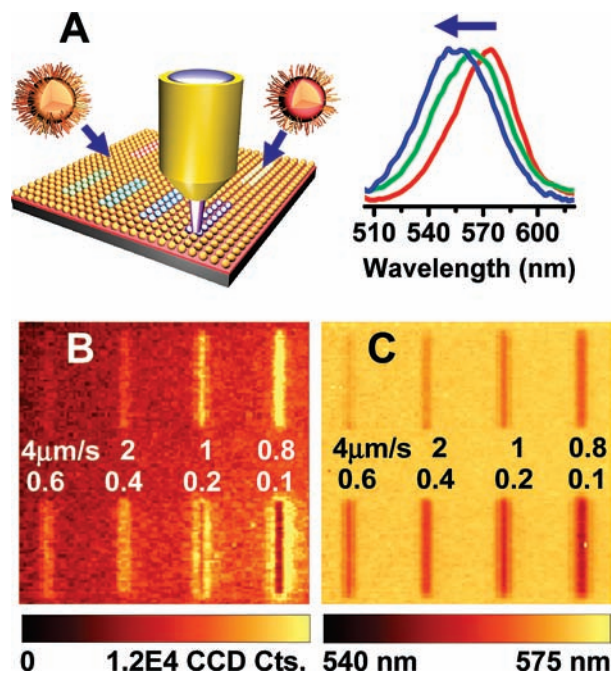 A
510 540 570 600
Wavelength (nm)
B
4μm/s 2 1 0.8
0.6 0.4 0.2 0.1
0 1.2E4 CCD Cts.
C
4μm/s 2 1 0.8
0.6 0.4 0.2 0.1
540 nm 575 nm